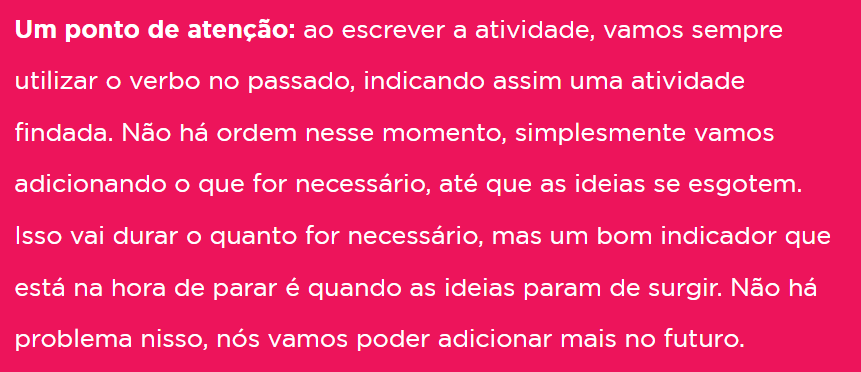 Um ponto de atenção: ao escrever a atividade, vamos sempre
utilizar o verbo no passado, indicando assim uma atividade
findada. Não há ordem nesse momento, simplesmente vamos
adicionando o que for necessário, até que as ideias se esgotem.
Isso vai durar o quanto for necessário, mas um bom indicador que
está na hora de parar é quando as ideias param de surgir. Não há
problema nisso, nós vamos poder adicionar mais no futuro.